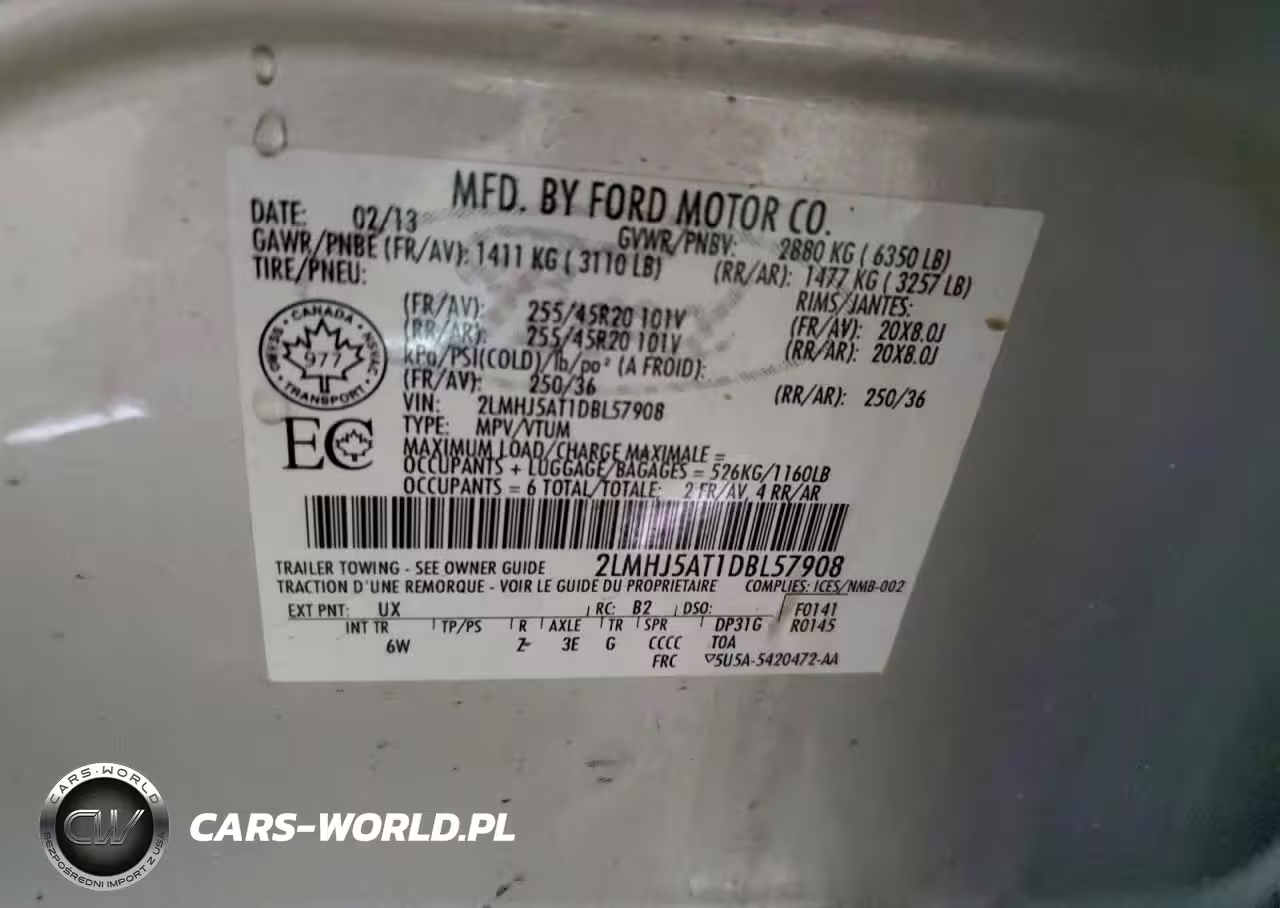 MFD. BY FORD MOTOR CO.
DATE: 02/13 GVWR/PNBV: 2880 KG ( 6350 LB)
GAWR/PNBE (FR/AV): 1411 KG ( 3110 LB) (RR/AR): 1477 KG ( 3257 LB)
TIRE/PNEU: RIMS/JANTES:
(FR/AV): 255/45R20 101V (FR/AV): 20X8.0J
(RR/AR): 255/45R20 101V (RR/AR): 20X8.0J
kPa/PSI(COLD)/lb/po² (A FROID):
(FR/AV): 250/36 (RR/AR): 250/36
VIN: 2LMHJ5AT1DBL57908
TYPE: MPV/VTUM
MAXIMUM LOAD/CHARGE MAXIMALE =
OCCUPANTS + LUGGAGE/BAGAGES = 526KG/1160LB
OCCUPANTS = 6 TOTAL/TOTALE: 2 FR/AV, 4 RR/AR
CANADA
977
TRANSPORT
EC
2LMHJ5AT1DBL57908
TRAILER TOWING - SEE OWNER GUIDE
TRACTION D'UNE REMORQUE - VOIR LE GUIDE DU PROPRIETAIRE COMPLIES: ICES/NMB-002
EXT PNT: UX RC: B2 DSO: F0141
INT TR TP/PS R AXLE TR SPR DP31G R0145
6W Z- 3E G CCCC TOA
FRC ▽5U5A-5420472-AA
CARS-WORLD
CW
BEZPOŚREDNI IMPORT Z USA
CARS-WORLD.PL